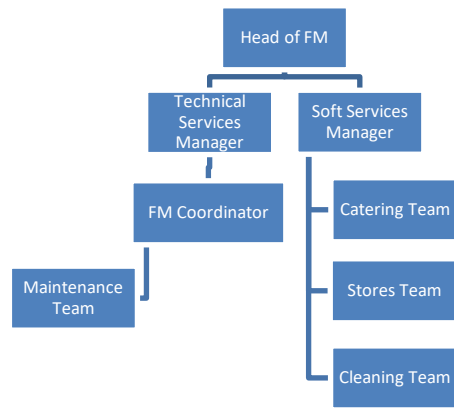 Head of FM
Technical
Services
Manager
Soft Services
Manager
FM Coordinator
Catering Team
Maintenance
Team
Stores Team
Cleaning Team